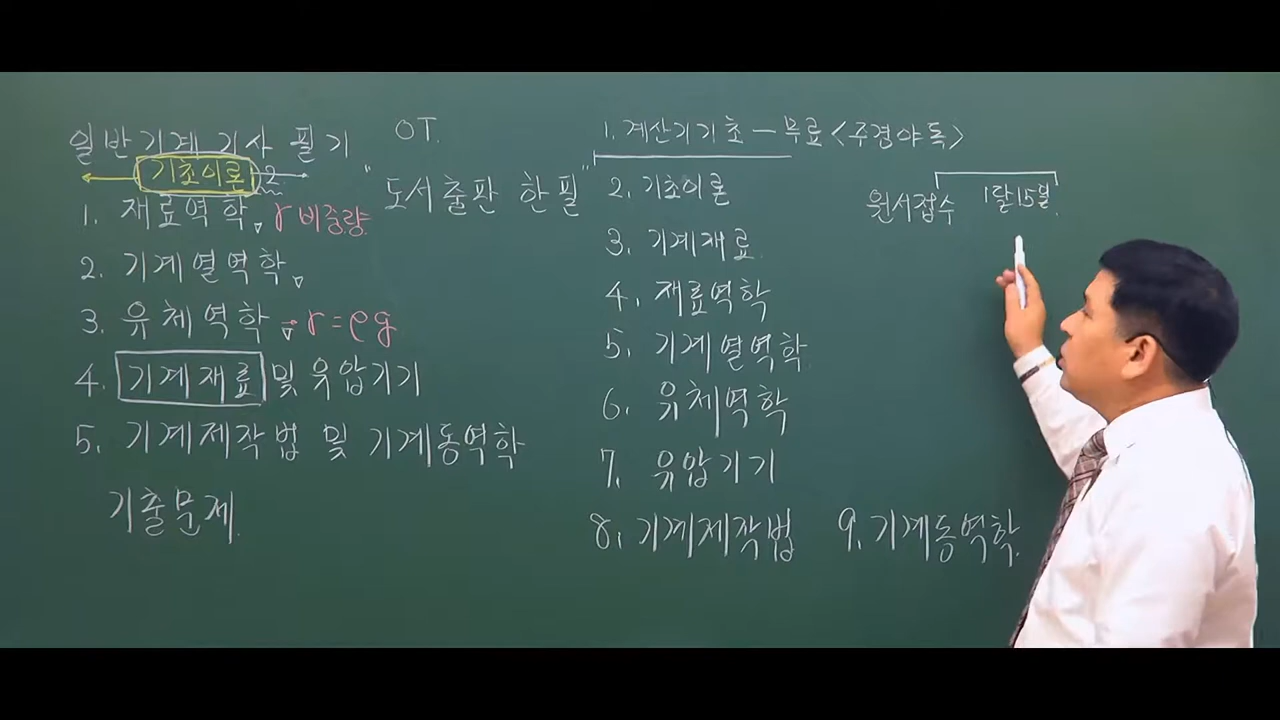 일반기계 기사 필기
OT.
기초이론 2
"도서출판 한필"
1. 재료역학, r 비중량
2. 기계열역학,
3. 유체역학, r = ρg
4. 기계재료 및 유압기기
5. 기계제작법 및 기계동역학
기출문제
1. 계산기기초 - 무료 <주경야독>
2. 기초이론
3. 기계재료
4. 재료역학
5. 기계열역학
6. 유체역학
7. 유압기기
8. 기계제작법 9. 기계동역학
원서접수 1달15일